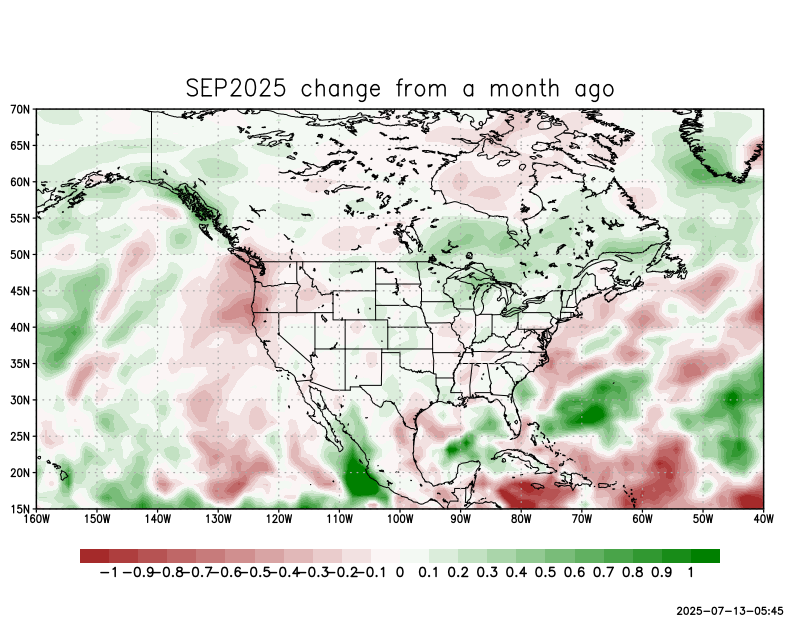 SEP2025 change from a month ago
70N
65N
60N
55N
50N
45N
40N
35N
30N
25N
20N
15N
160W 150W 140W 130W 120W 110W 100W 90W 80W 70W 60W 50W 40W
−1 −0.9 −0.8 −0.7 −0.6 −0.5 −0.4 −0.3 −0.2 −0.1 0 0.1 0.2 0.3 0.4 0.5 0.6 0.7 0.8 0.9 1
2025-07-13-05:45